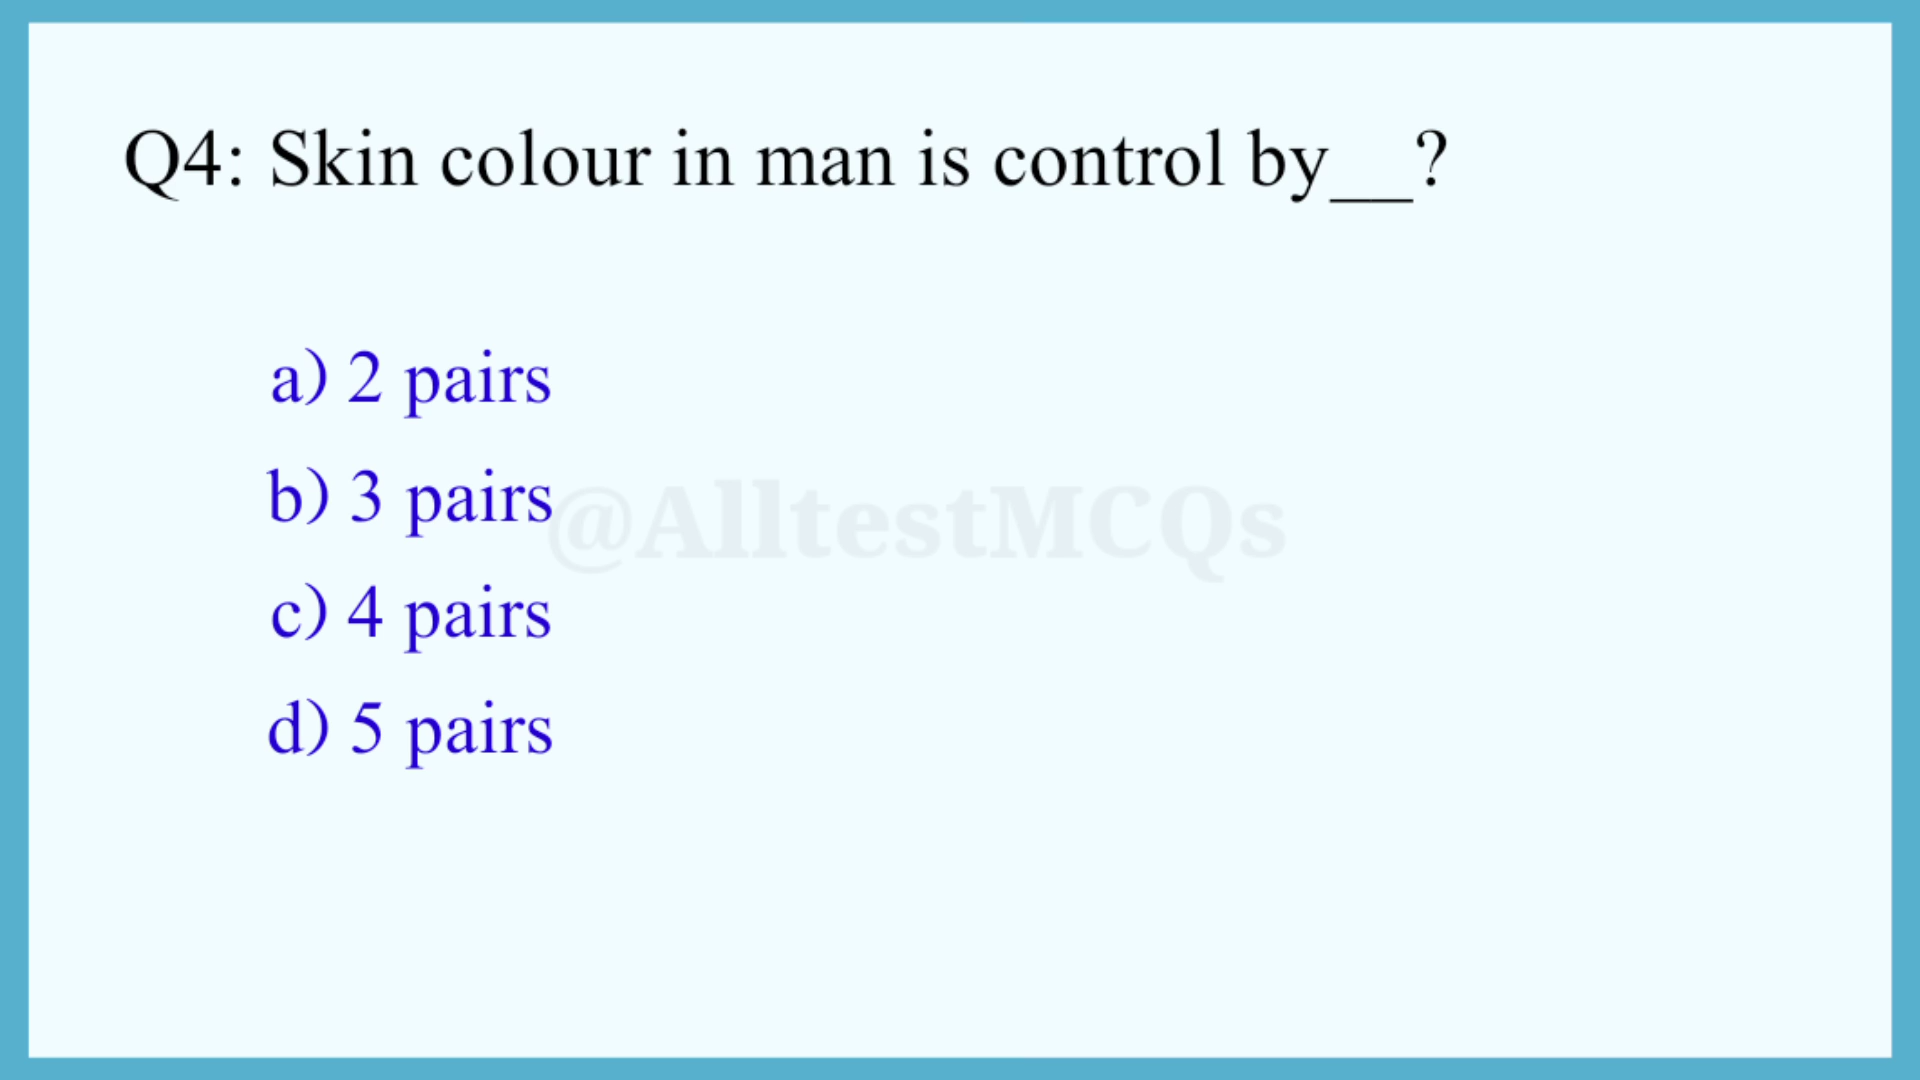 Q4: Skin colour in man is control by__?
a) 2 pairs
b) 3 pairs
@AlltestMCQs
c) 4 pairs
d) 5 pairs